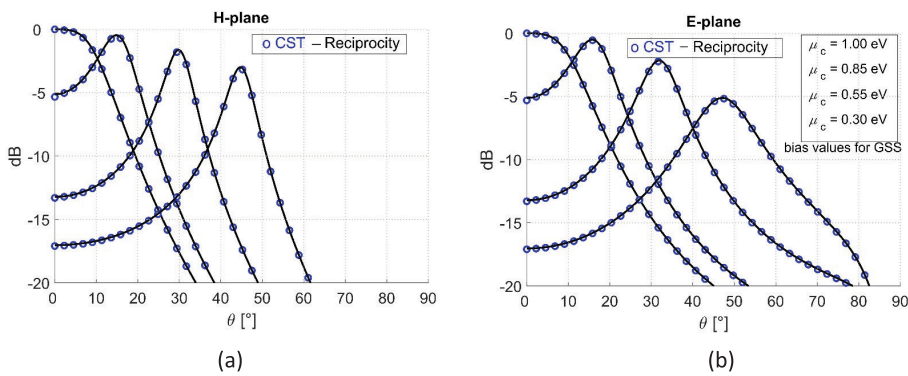 H-plane
o CST – Reciprocity
0
-5
-10
-15
-20
dB
0 10 20 30 40 50 60 70 80 90
θ [°]
(a)
E-plane
o CST – Reciprocity
μc = 1.00 eV
μc = 0.85 eV
μc = 0.55 eV
μc = 0.30 eV
bias values for GSS
0
-5
-10
-15
-20
dB
0 10 20 30 40 50 60 70 80 90
θ [°]
(b)